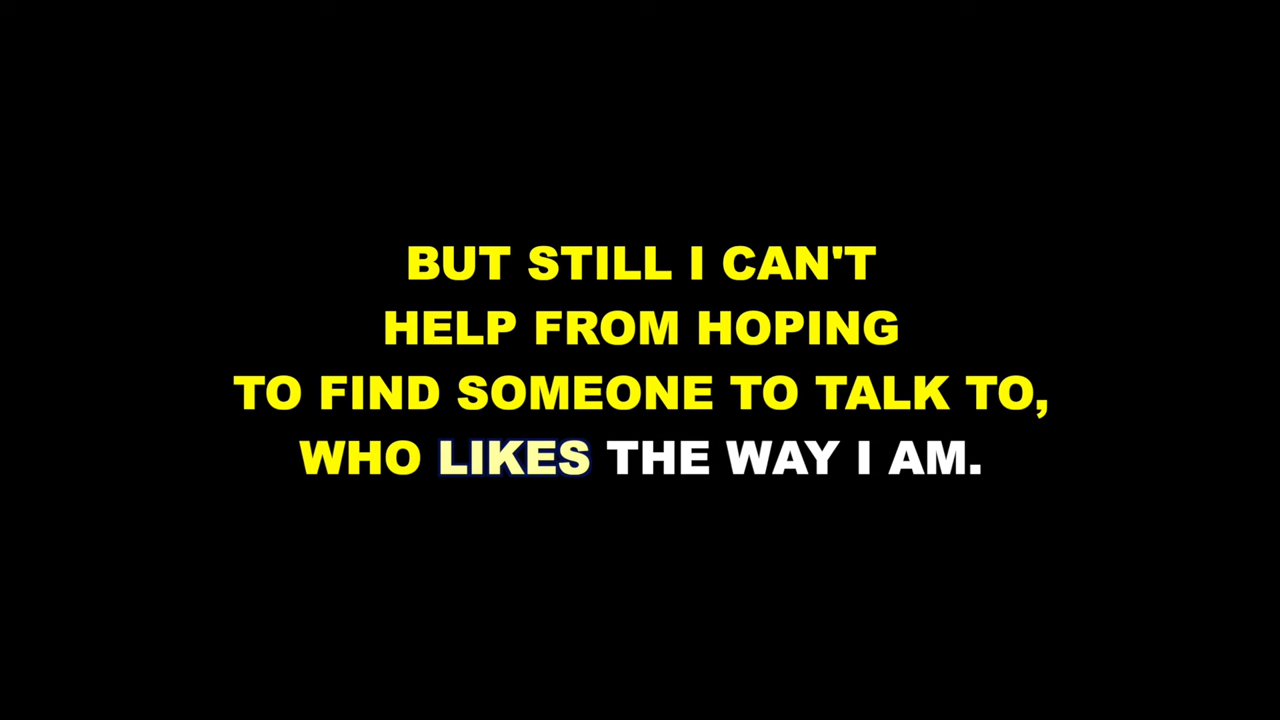 BUT STILL I CAN'T
HELP FROM HOPING
TO FIND SOMEONE TO TALK TO,
WHO LIKES THE WAY I AM.